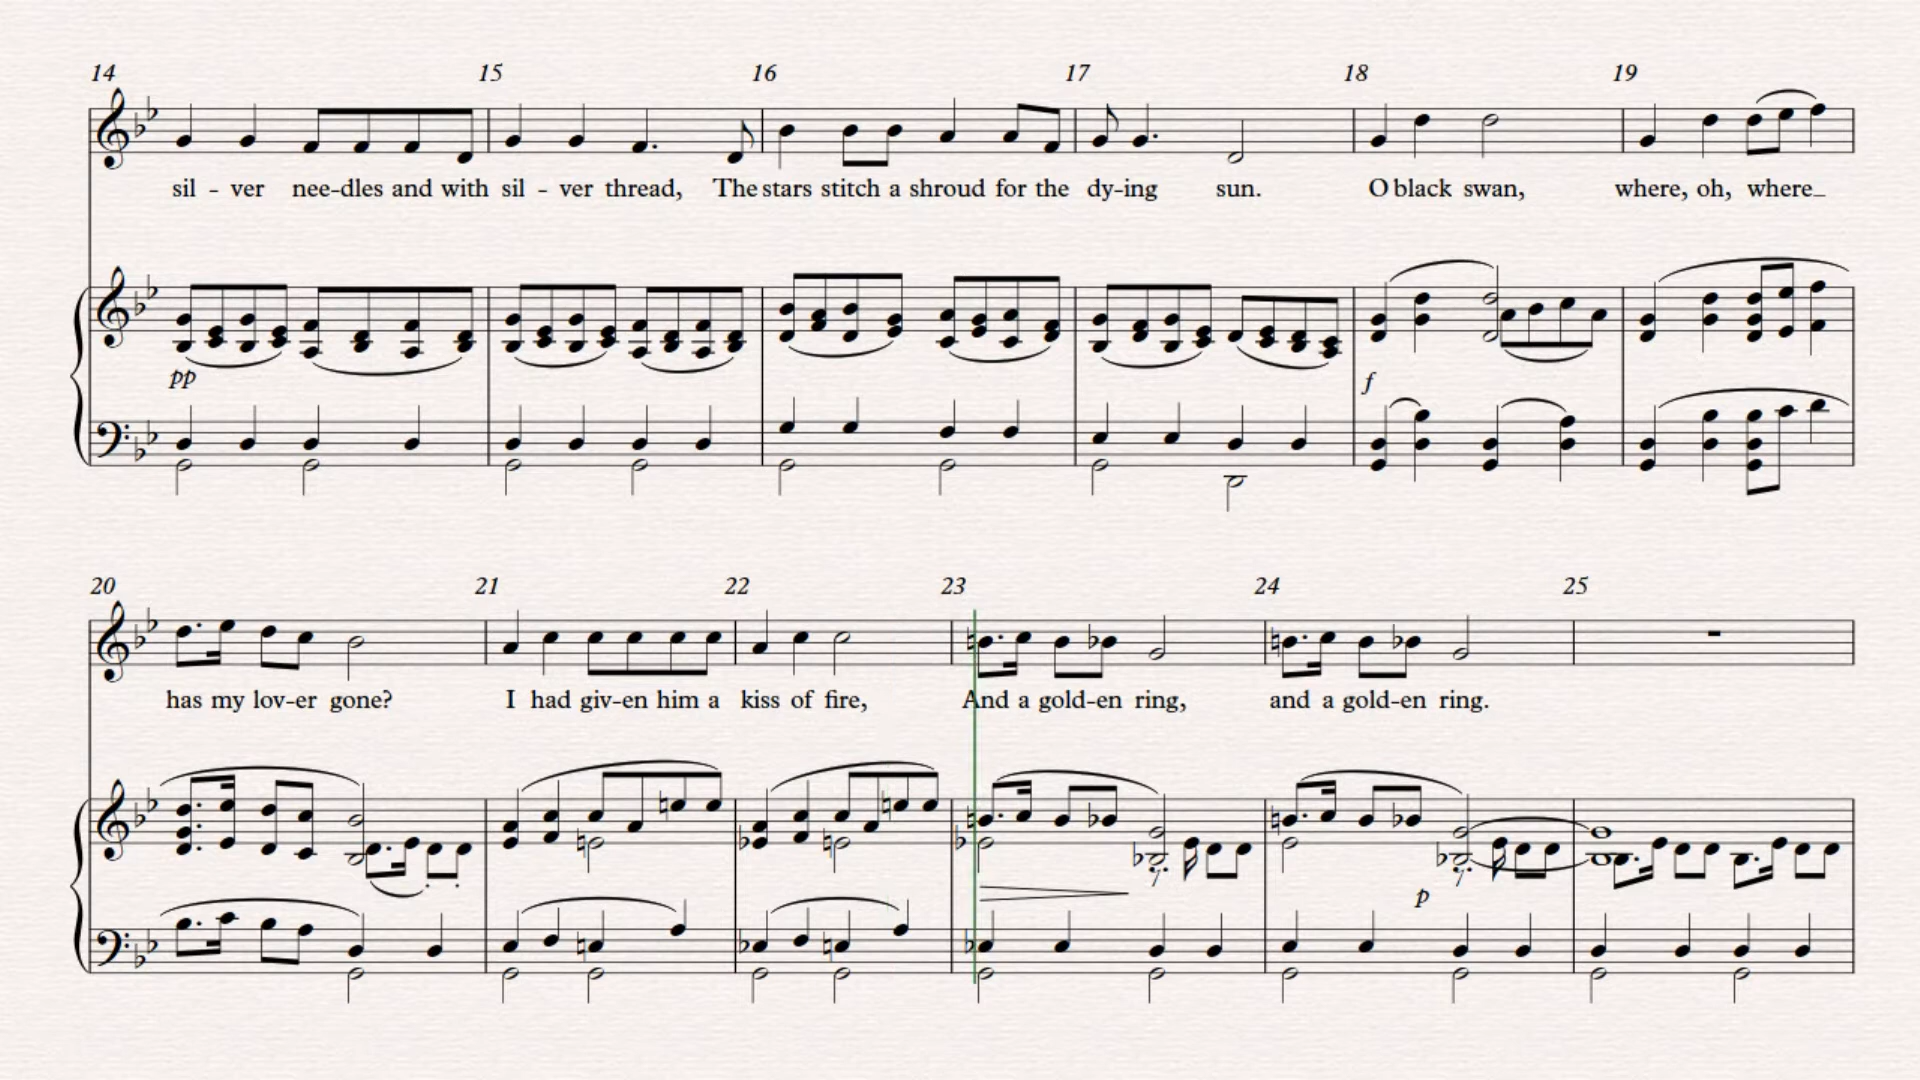 14 15 16 17 18 19
sil - ver nee-dles and with sil - ver thread, The stars stitch a shroud for the dy-ing sun. O black swan, where, oh, where_
pp f
20 21 22 23 24 25
has my lov-er gone? I had giv-en him a kiss of fire, And a gold-en ring, and a gold-en ring.
p